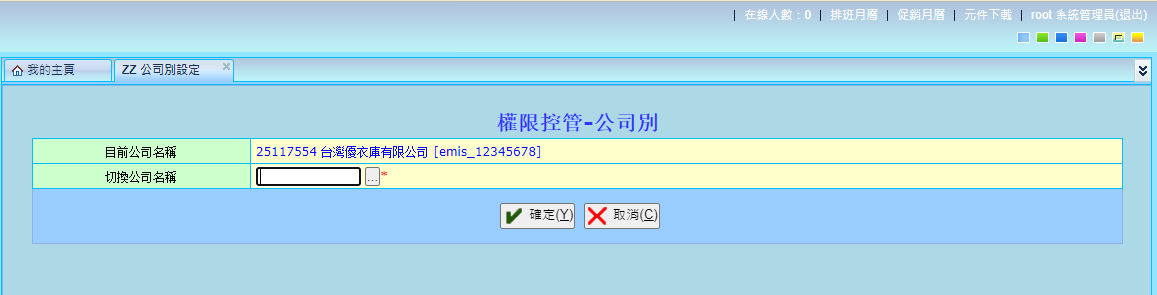 | 在線人數：0 | 排班月曆 | 促銷月曆 | 元件下載 | root 系統管理員(退出)
我的主頁 ZZ 公司別設定
權限控管-公司別
目前公司名稱 25117554 台灣優衣庫有限公司 [emis_12345678]
切換公司名稱 ... *
確定(Y) 取消(C)